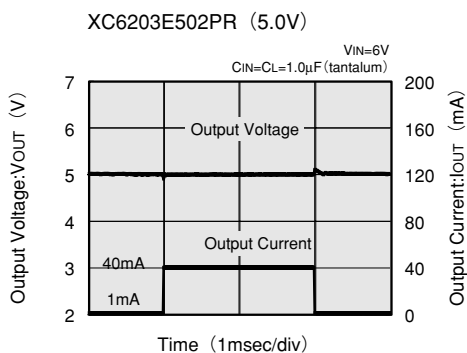 XC6203E502PR（5.0V）
VIN=6V
CIN=CL=1.0μF(tantalum)
Output Voltage:VOUT（V）
7
6
5
4
3
2
Output Voltage
Output Current
40mA
1mA
200
160
120
80
40
0
Output Current:IOUT（mA）
Time（1msec/div）